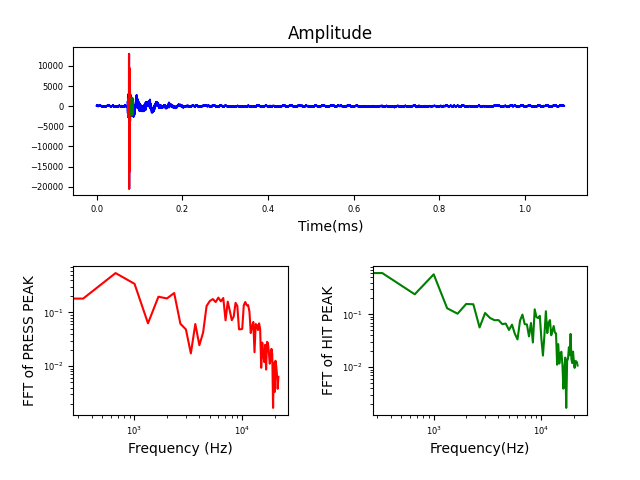 Amplitude
10000
5000
0
−5000
−10000
−15000
−20000
0.0 0.2 0.4 0.6 0.8 1.0
Time(ms)
FFT of PRESS PEAK
10⁻¹
10⁻²
10³ 10⁴
Frequency (Hz)
FFT of HIT PEAK
10⁻¹
10⁻²
10³ 10⁴
Frequency(Hz)